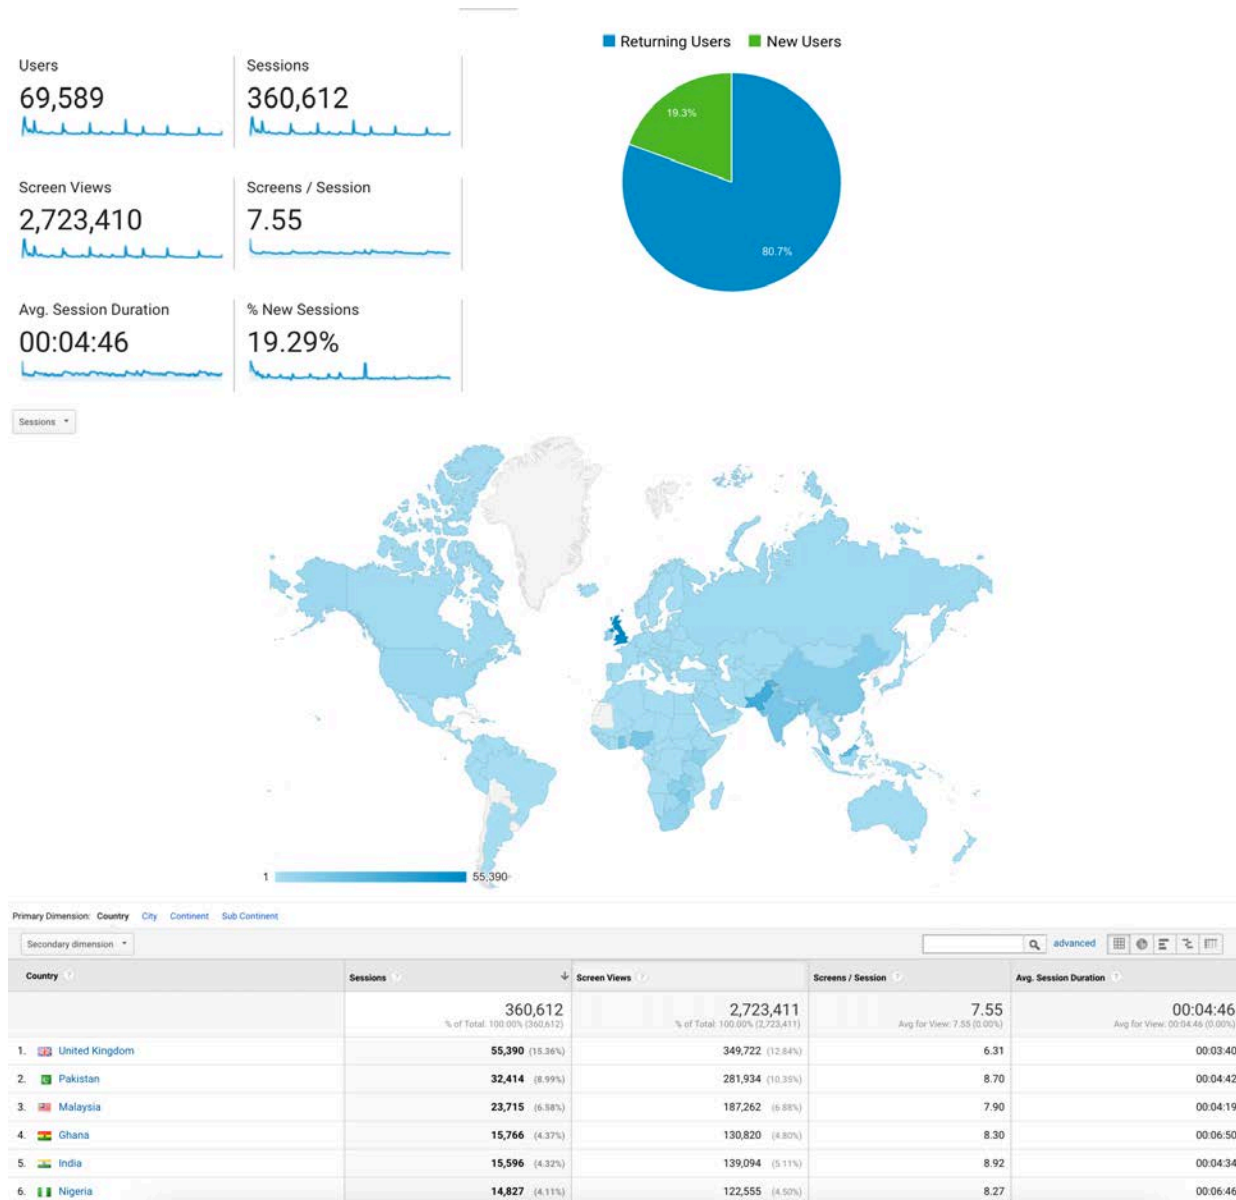 Returning Users New Users
Users Sessions
69,589 360,612
19.3%
Screen Views Screens / Session
2,723,410 7.55
80.7%
Avg. Session Duration % New Sessions
00:04:46 19.29%
Sessions
1 55,390
Primary Dimension: Country City Continent Sub Continent
Secondary dimension advanced
Country ? Sessions ? Screen Views ? Screens / Session ? Avg. Session Duration ?
360,612 2,723,411 7.55 00:04:46
% of Total: 100.00% (360,612) % of Total: 100.00% (2,723,411) Avg for View: 7.55 (0.00%) Avg for View: 00:04:46 (0.00%)
1. United Kingdom 55,390 (15.36%) 349,722 (12.84%) 6.31 00:03:40
2. Pakistan 32,414 (8.99%) 281,934 (10.35%) 8.70 00:04:42
3. Malaysia 23,715 (6.58%) 187,262 (6.88%) 7.90 00:04:19
4. Ghana 15,766 (4.37%) 130,820 (4.80%) 8.30 00:06:50
5. India 15,596 (4.32%) 139,094 (5.11%) 8.92 00:04:34
6. Nigeria 14,827 (4.11%) 122,555 (4.50%) 8.27 00:06:46